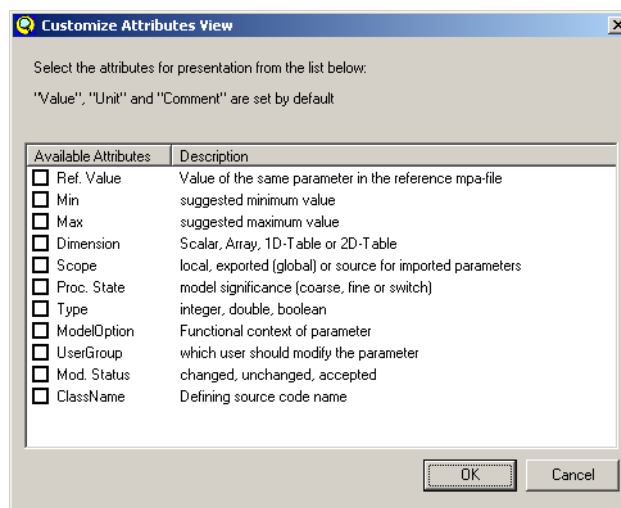 Customize Attributes View
Select the attributes for presentation from the list below:
"Value", "Unit" and "Comment" are set by default
Available Attributes Description
Ref. Value Value of the same parameter in the reference mpa-file
Min suggested minimum value
Max suggested maximum value
Dimension Scalar, Array, 1D-Table or 2D-Table
Scope local, exported (global) or source for imported parameters
Proc. State model significance (coarse, fine or switch)
Type integer, double, boolean
ModelOption Functional context of parameter
UserGroup which user should modify the parameter
Mod. Status changed, unchanged, accepted
ClassName Defining source code name
OK Cancel